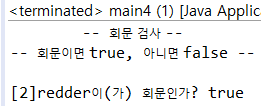 <terminated> main4 (1) [Java Applica
-- 회문 검사 --
-- 회문이면 true, 아니면 false --
[2]redder이(가) 회문인가? true